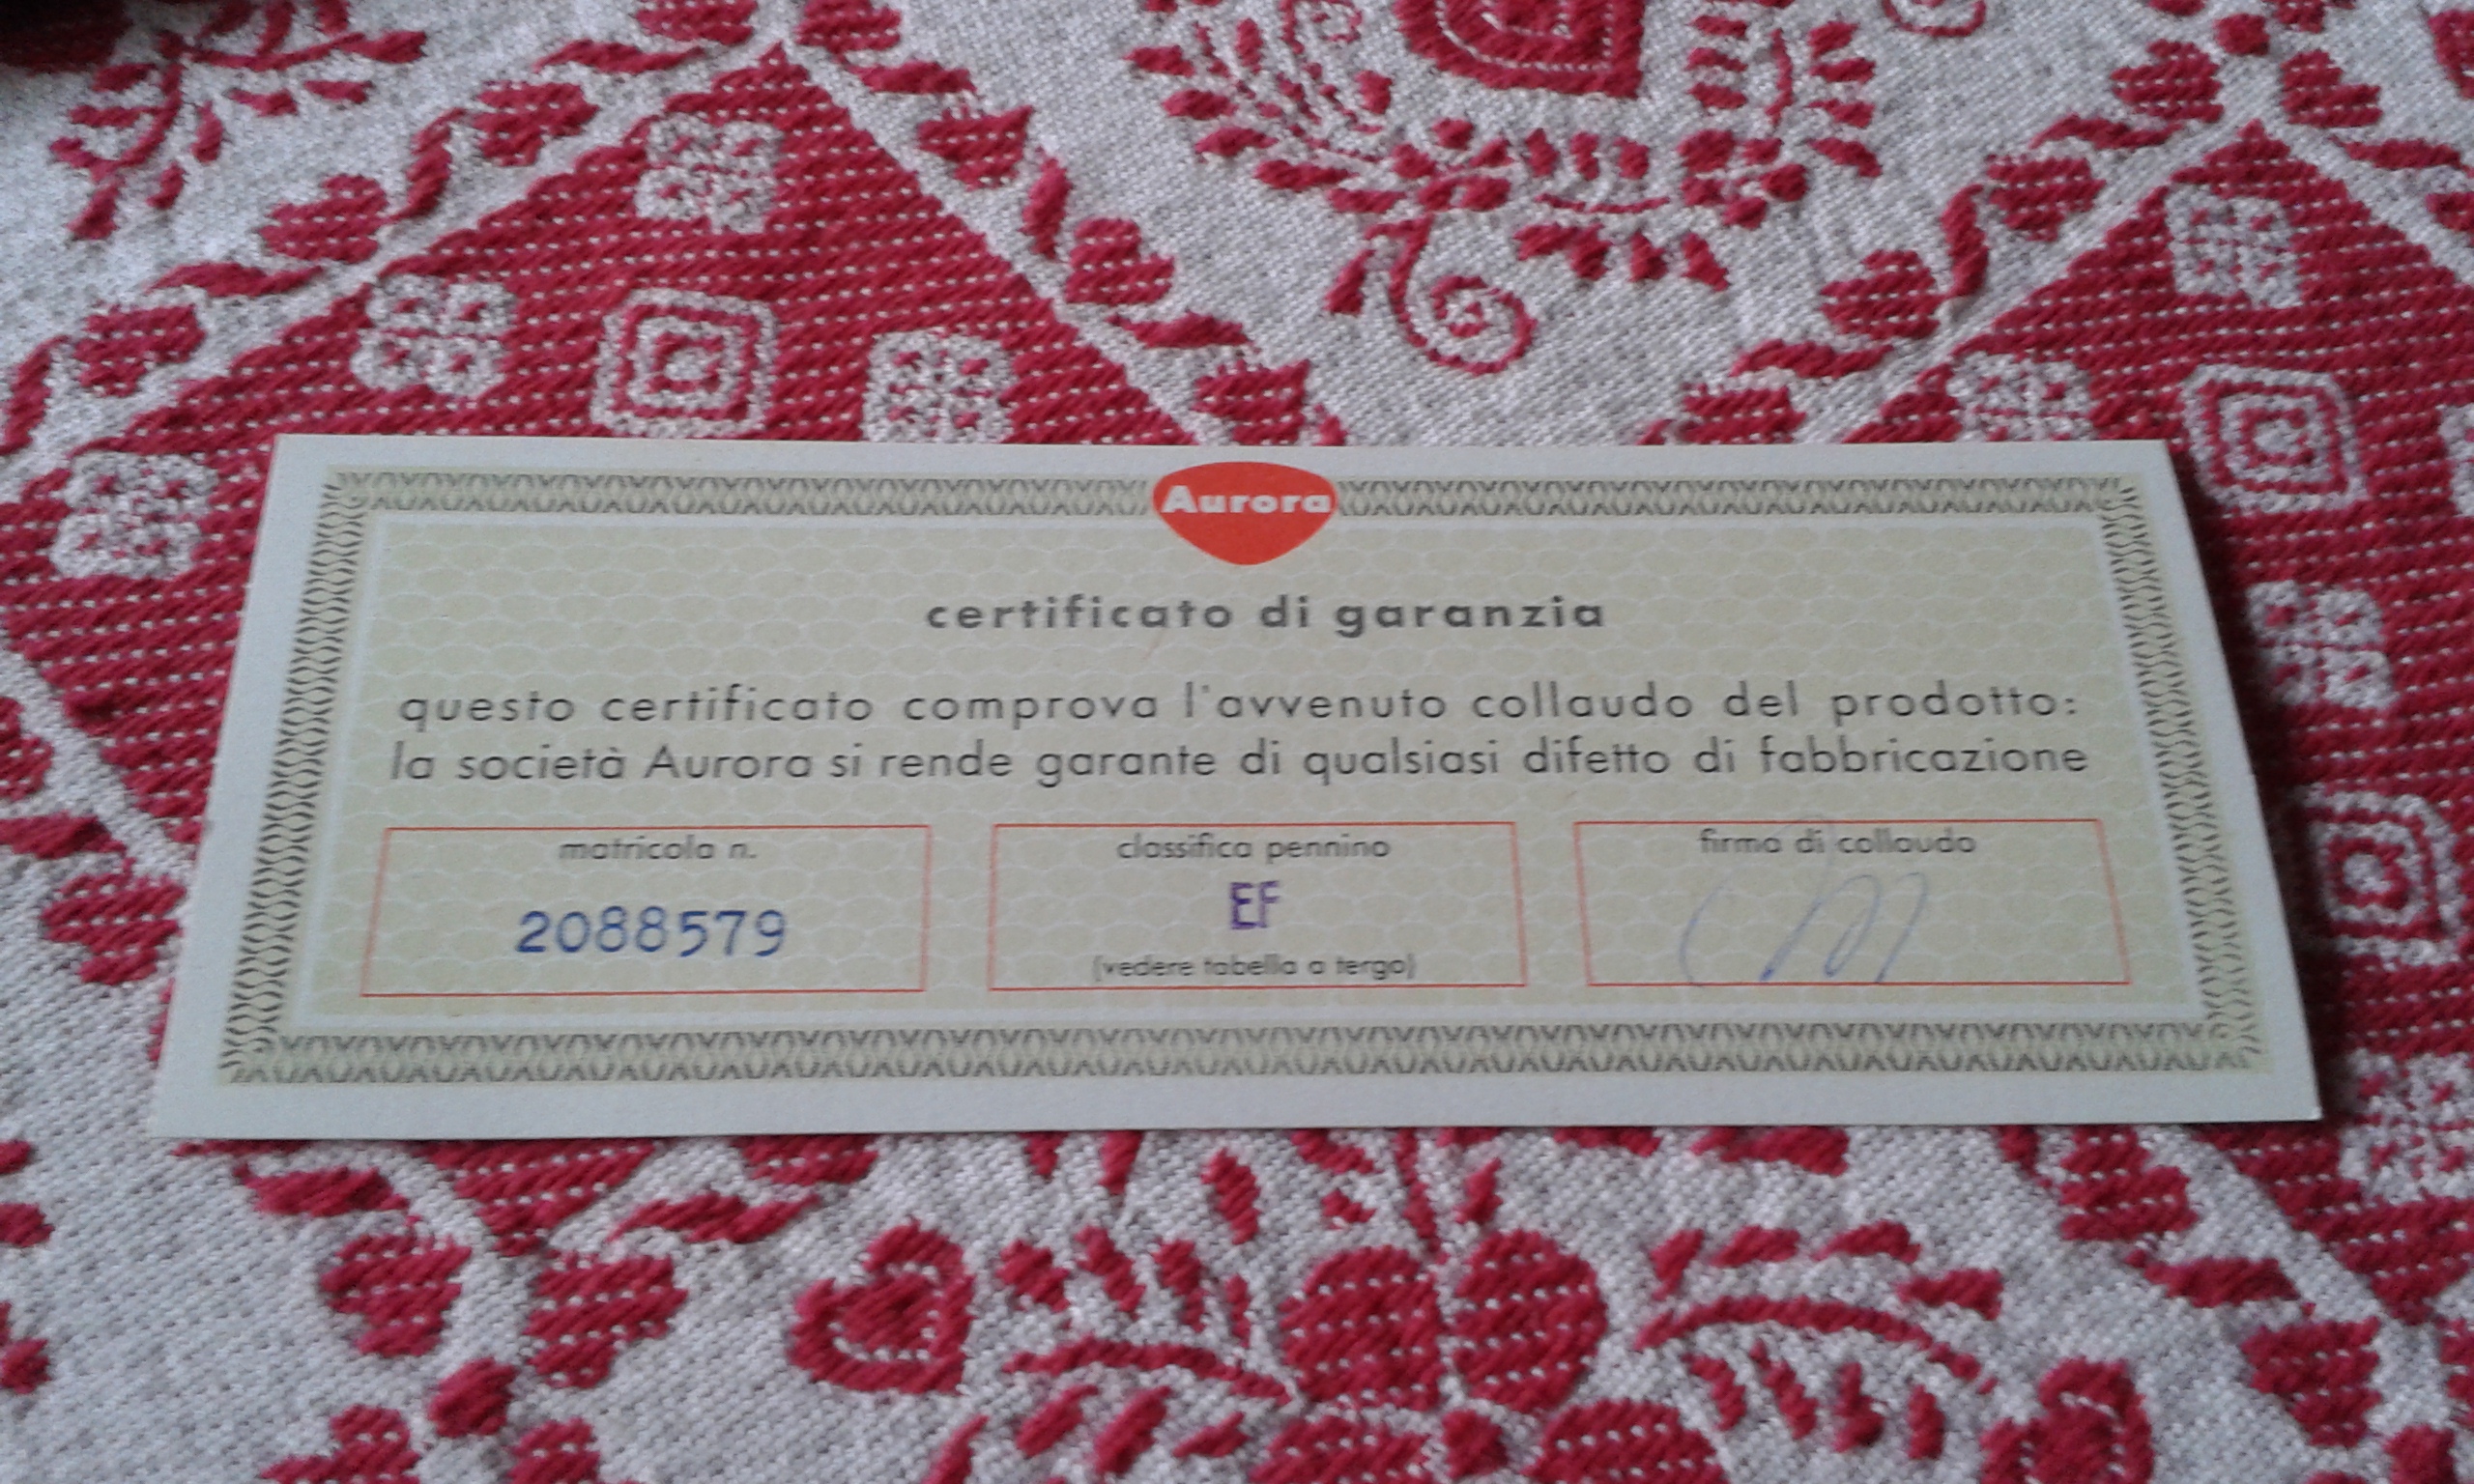 Aurora
certificato di garanzia
questo certificato comprova l'avvenuto collaudo del prodotto:
la società Aurora si rende garante di qualsiasi difetto di fabbricazione
matricola n.
2088579
classifica pennino
EF
(vedere tabella a tergo)
firma di collaudo